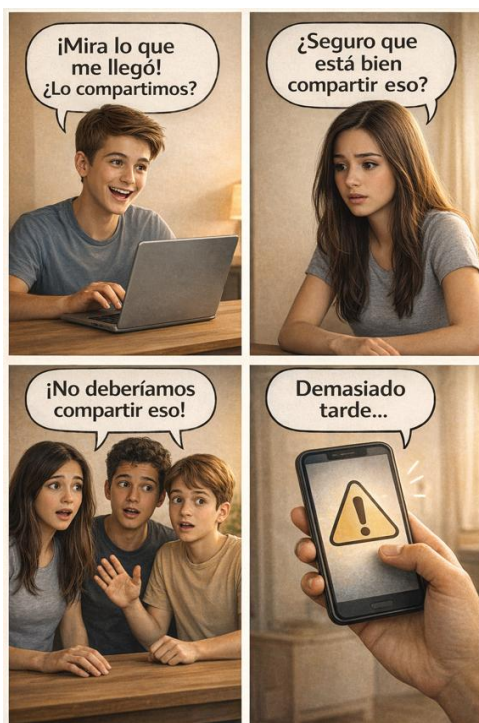 ¡Mira lo que
me llegó!
¿Lo compartimos?
¿Seguro que
está bien
compartir eso?
¡No deberíamos
compartir eso!
Demasiado
tarde...